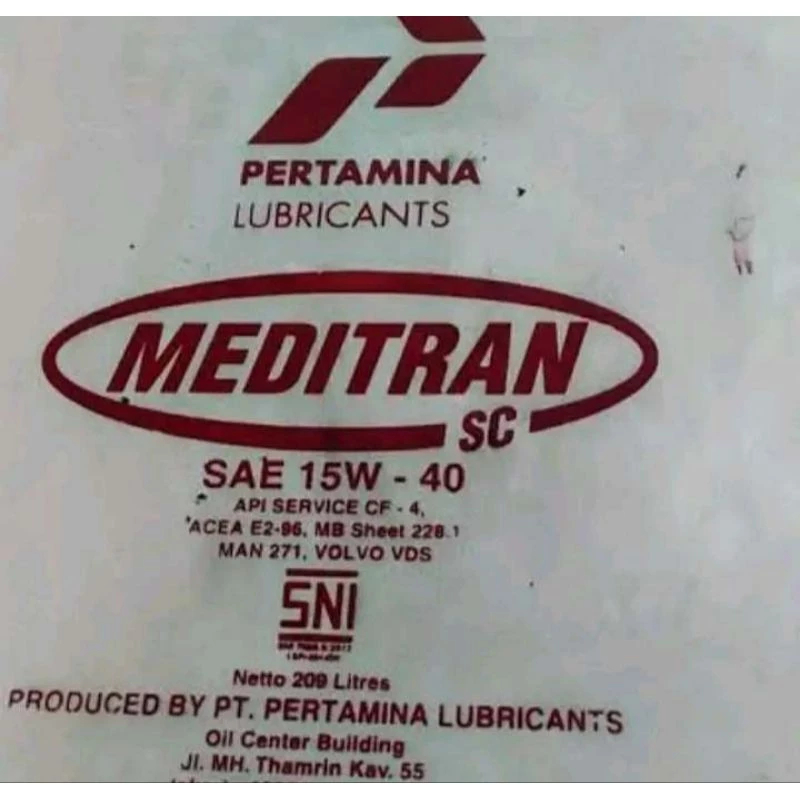 PERTAMINA
LUBRICANTS
MEDITRAN
SC
SAE 15W - 40
API SERVICE CF - 4,
ACEA E2-96, MB Sheet 228.1
MAN 271, VOLVO VDS
SNI
Netto 209 Litres
PRODUCED BY PT. PERTAMINA LUBRICANTS
Oil Center Building
Jl. MH. Thamrin Kav. 55